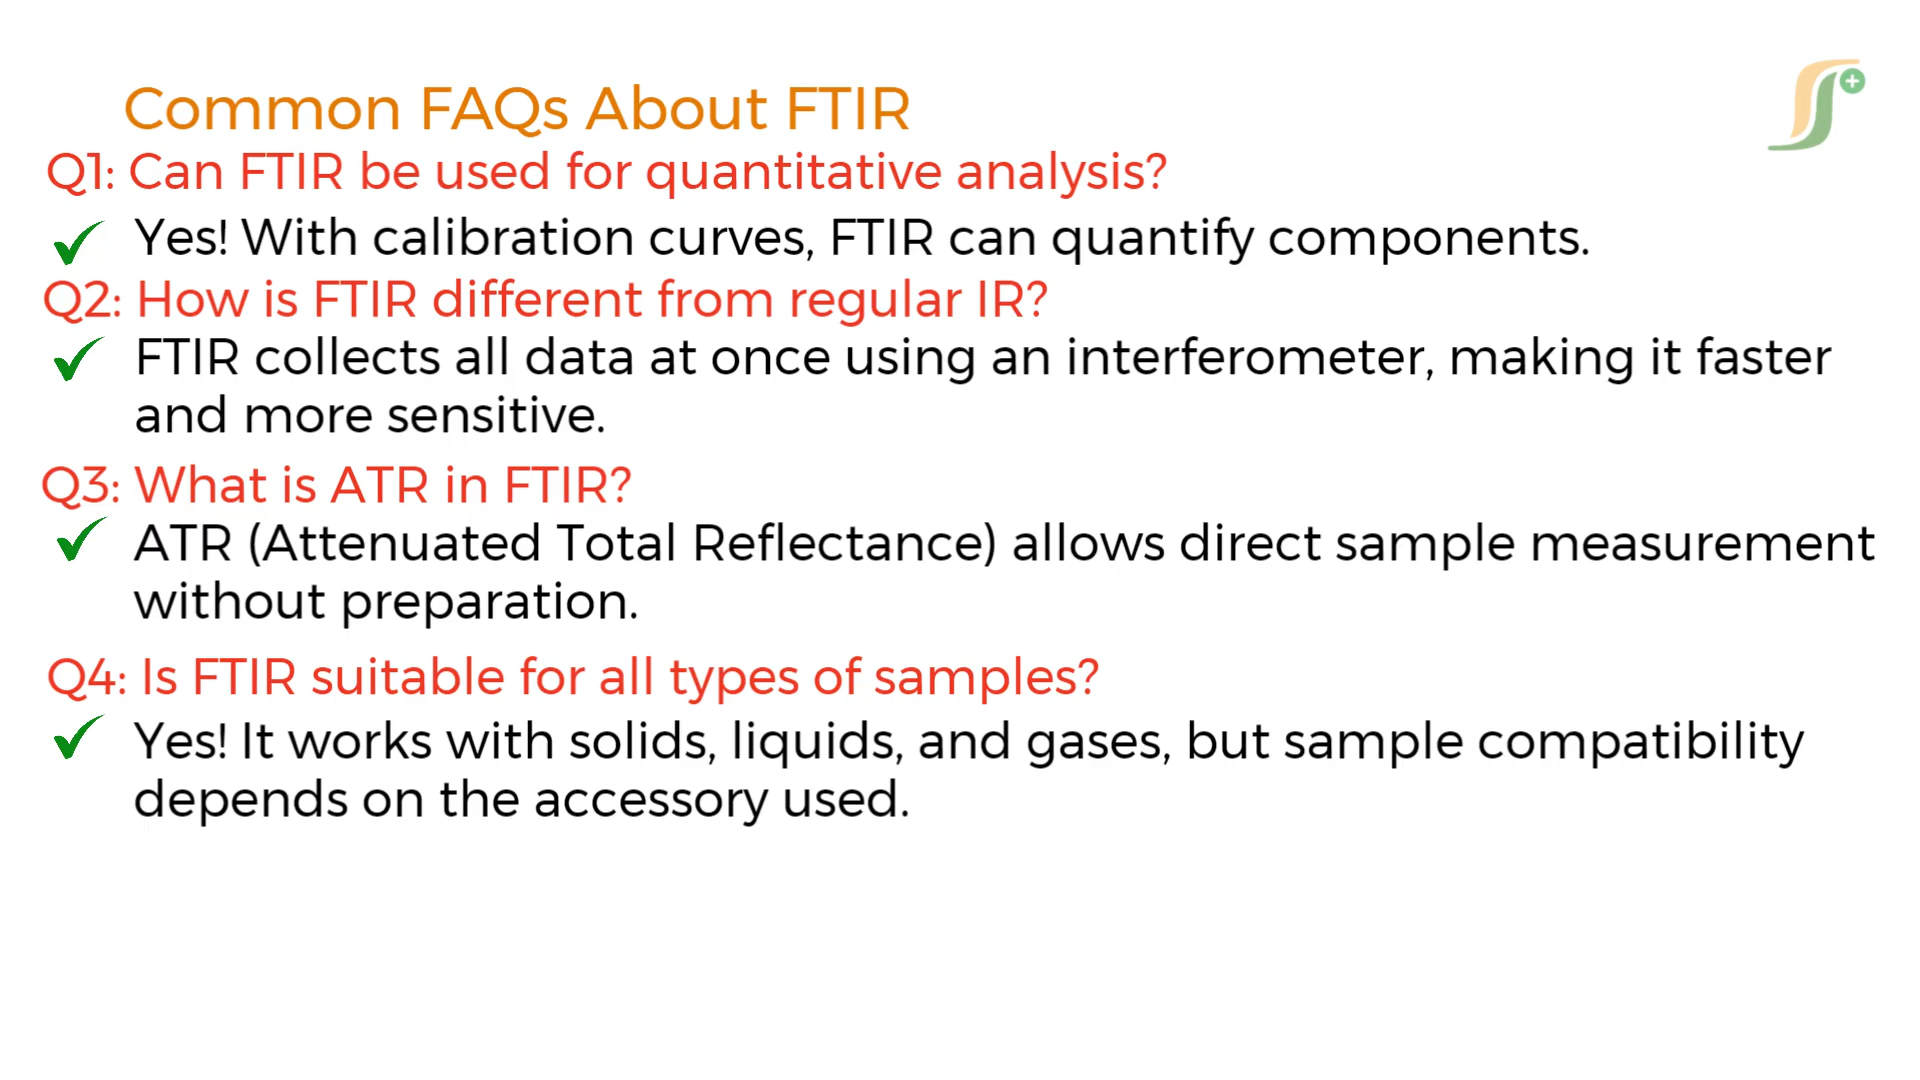 Common FAQs About FTIR
Q1: Can FTIR be used for quantitative analysis?
Yes! With calibration curves, FTIR can quantify components.
Q2: How is FTIR different from regular IR?
FTIR collects all data at once using an interferometer, making it faster
and more sensitive.
Q3: What is ATR in FTIR?
ATR (Attenuated Total Reflectance) allows direct sample measurement
without preparation.
Q4: Is FTIR suitable for all types of samples?
Yes! It works with solids, liquids, and gases, but sample compatibility
depends on the accessory used.